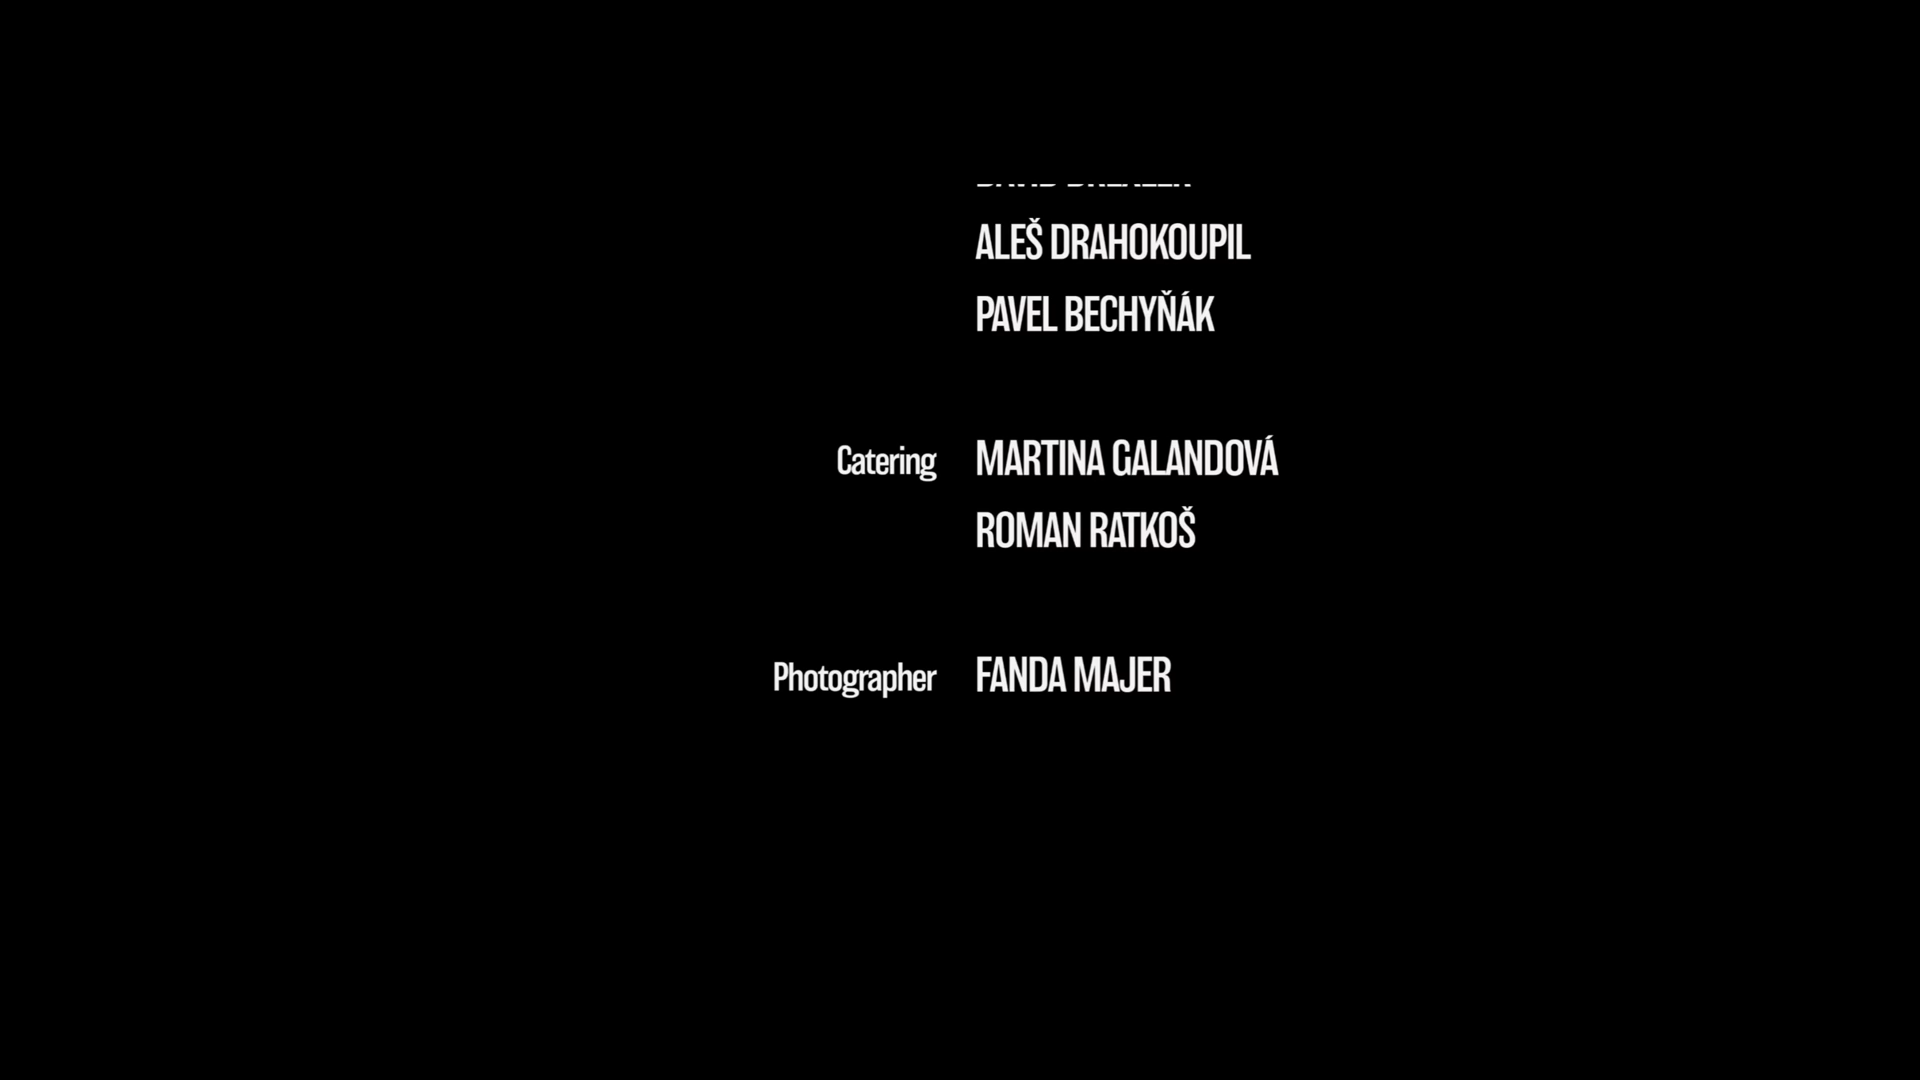 ALEŠ DRAHOKOUPIL
PAVEL BECHYŇÁK
Catering MARTINA GALANDOVÁ
ROMAN RATKOŠ
Photographer FANDA MAJER